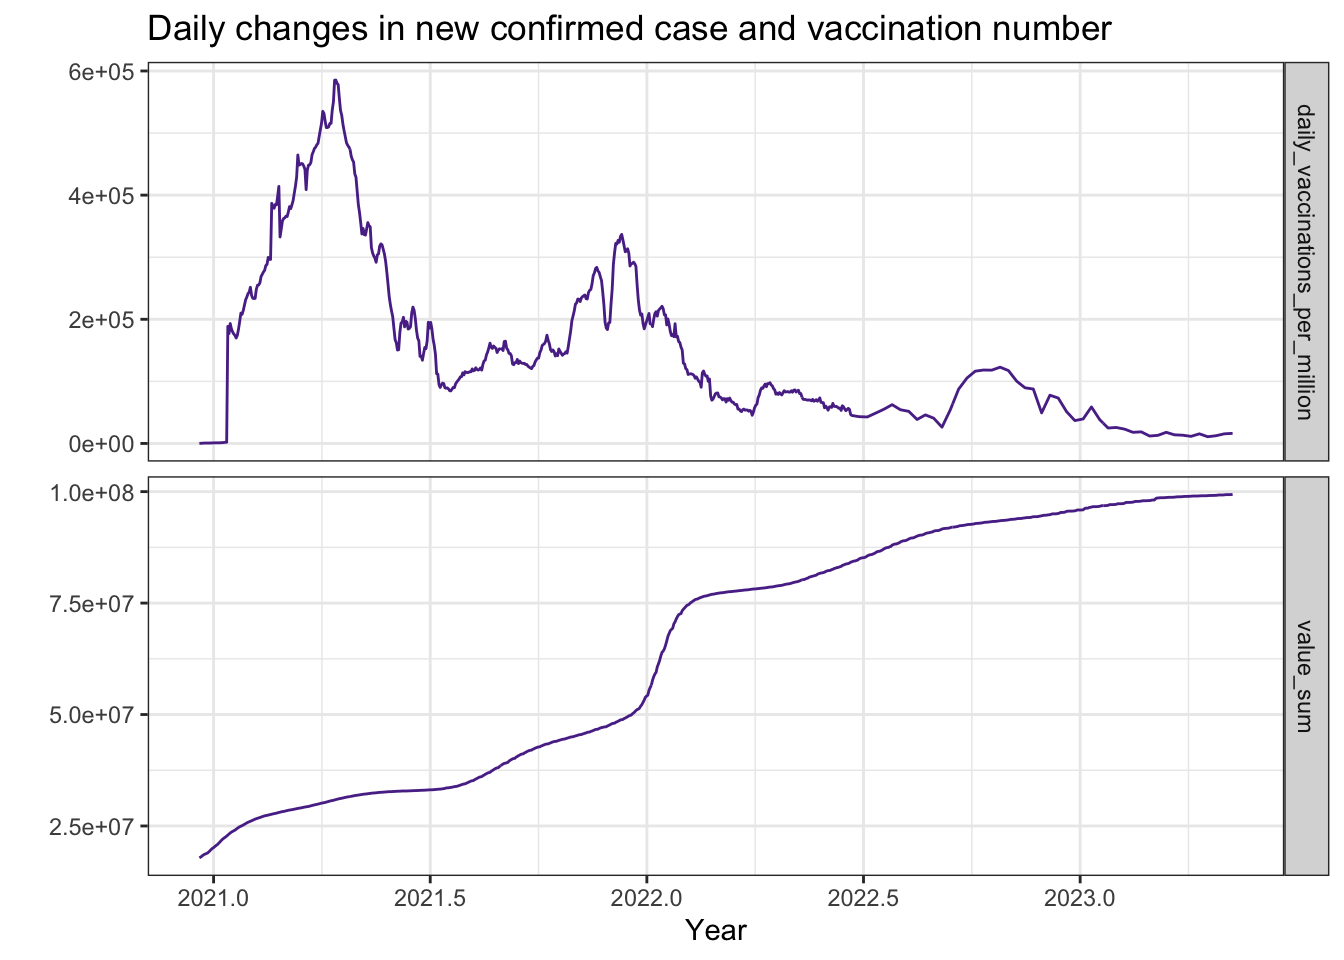 Daily changes in new confirmed case and vaccination number
6e+05
4e+05
2e+05
0e+00
daily_vaccinations_per_million
1.0e+08
7.5e+07
5.0e+07
2.5e+07
value_sum
2021.0 2021.5 2022.0 2022.5 2023.0
Year